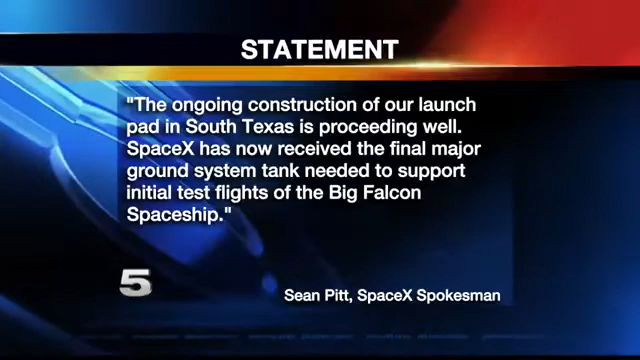 STATEMENT
"The ongoing construction of our launch
pad in South Texas is proceeding well.
SpaceX has now received the final major
ground system tank needed to support
initial test flights of the Big Falcon
Spaceship."
5
Sean Pitt, SpaceX Spokesman